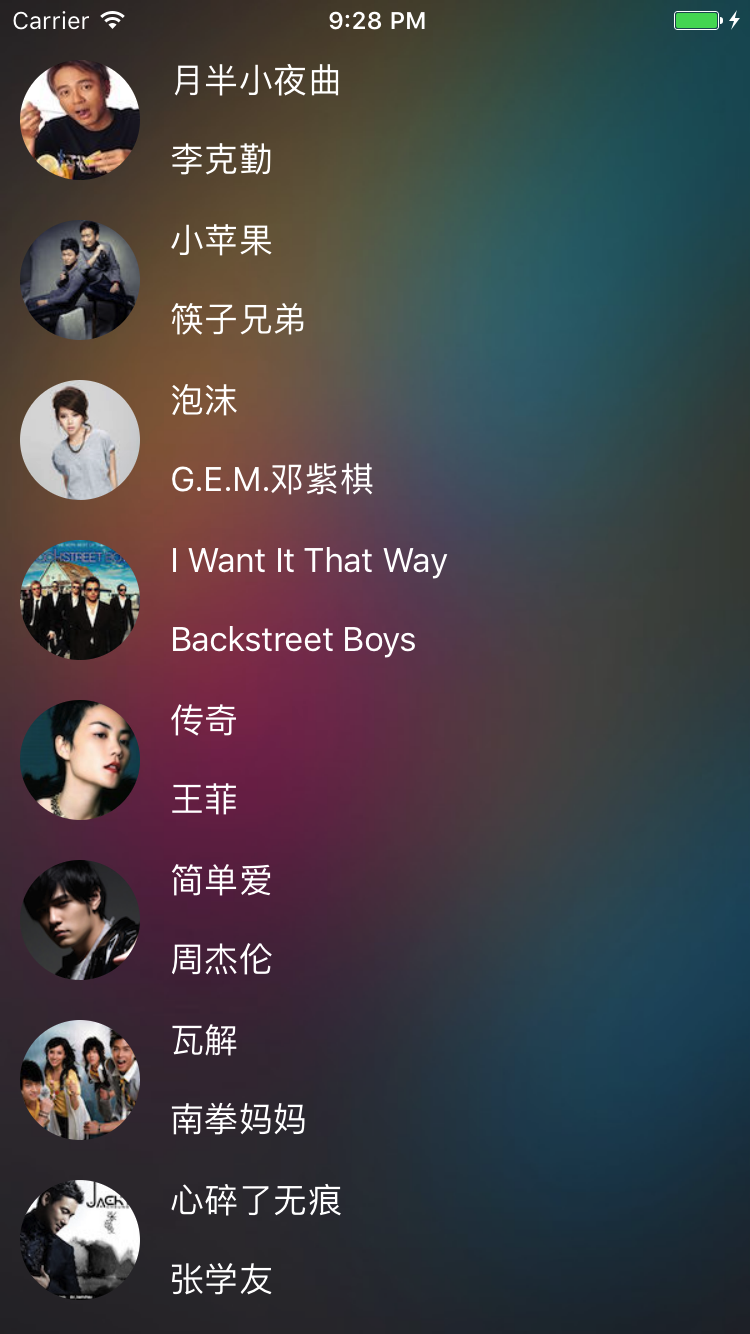 Carrier 9:28 PM
月半小夜曲
李克勤
小苹果
筷子兄弟
泡沫
G.E.M.邓紫棋
I Want It That Way
Backstreet Boys
传奇
王菲
简单爱
周杰伦
瓦解
南拳妈妈
心碎了无痕
JACK
张学友